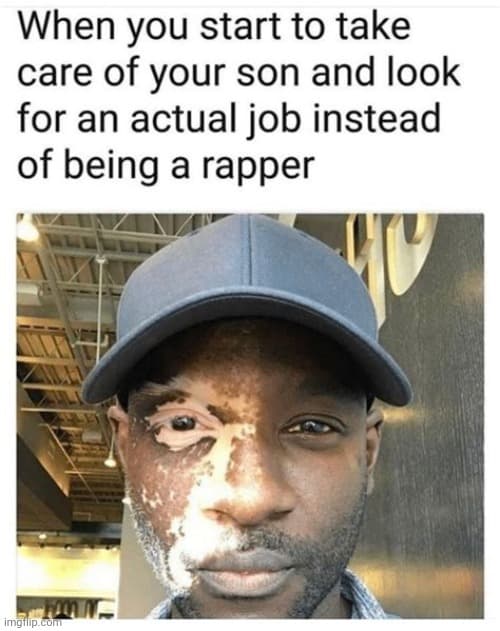 When you start to take
care of your son and look
for an actual job instead
of being a rapper
imgflip.com